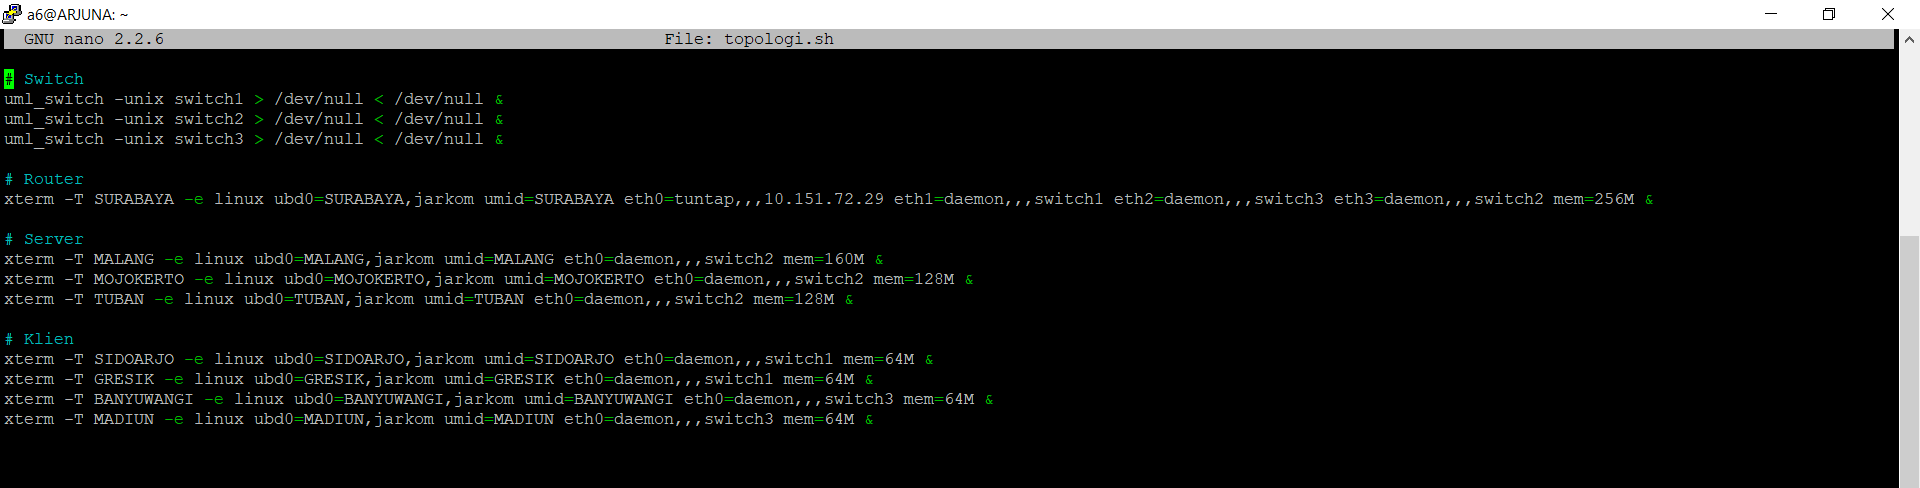 a6@ARJUNA: ~
GNU nano 2.2.6 File: topologi.sh
# Switch
uml_switch -unix switch1 > /dev/null < /dev/null &
uml_switch -unix switch2 > /dev/null < /dev/null &
uml_switch -unix switch3 > /dev/null < /dev/null &
# Router
xterm -T SURABAYA -e linux ubd0=SURABAYA,jarkom umid=SURABAYA eth0=tuntap,,,10.151.72.29 eth1=daemon,,,switch1 eth2=daemon,,,switch3 eth3=daemon,,,switch2 mem=256M &
# Server
xterm -T MALANG -e linux ubd0=MALANG,jarkom umid=MALANG eth0=daemon,,,switch2 mem=160M &
xterm -T MOJOKERTO -e linux ubd0=MOJOKERTO,jarkom umid=MOJOKERTO eth0=daemon,,,switch2 mem=128M &
xterm -T TUBAN -e linux ubd0=TUBAN,jarkom umid=TUBAN eth0=daemon,,,switch2 mem=128M &
# Klien
xterm -T SIDOARJO -e linux ubd0=SIDOARJO,jarkom umid=SIDOARJO eth0=daemon,,,switch1 mem=64M &
xterm -T GRESIK -e linux ubd0=GRESIK,jarkom umid=GRESIK eth0=daemon,,,switch1 mem=64M &
xterm -T BANYUWANGI -e linux ubd0=BANYUWANGI,jarkom umid=BANYUWANGI eth0=daemon,,,switch3 mem=64M &
xterm -T MADIUN -e linux ubd0=MADIUN,jarkom umid=MADIUN eth0=daemon,,,switch3 mem=64M &